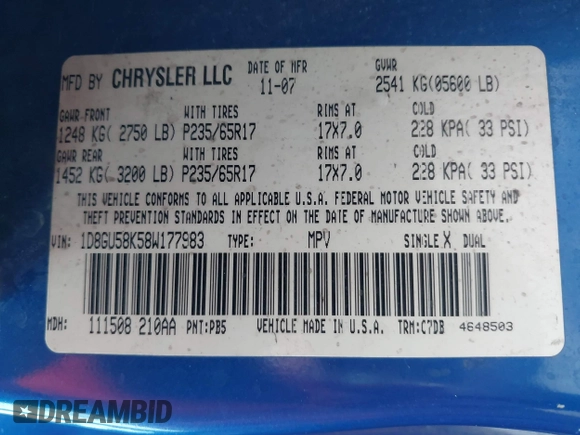 MFD BY CHRYSLER LLC DATE OF MFR GVWR
11-07 2541 KG(05600 LB)
GAWR FRONT WITH TIRES RIMS AT COLD
1248 KG( 2750 LB) P235/65R17 17X7.0 228 KPA( 33 PSI)
GAWR REAR WITH TIRES RIMS AT COLD
1452 KG( 3200 LB) P235/65R17 17X7.0 228 KPA( 33 PSI)
THIS VEHICLE CONFORMS TO ALL APPLICABLE U.S.A. FEDERAL MOTOR VEHICLE SAFETY AND
THEFT PREVENTION STANDARDS IN EFFECT ON THE DATE OF MANUFACTURE SHOWN ABOVE.
VIN: 1D8GU58K58W177983 TYPE: MPV SINGLE X DUAL
MDH: 111508 210AA PNT:PB5 VEHICLE MADE IN U.S.A. TRM:C7DB 4648503
DREAMBID